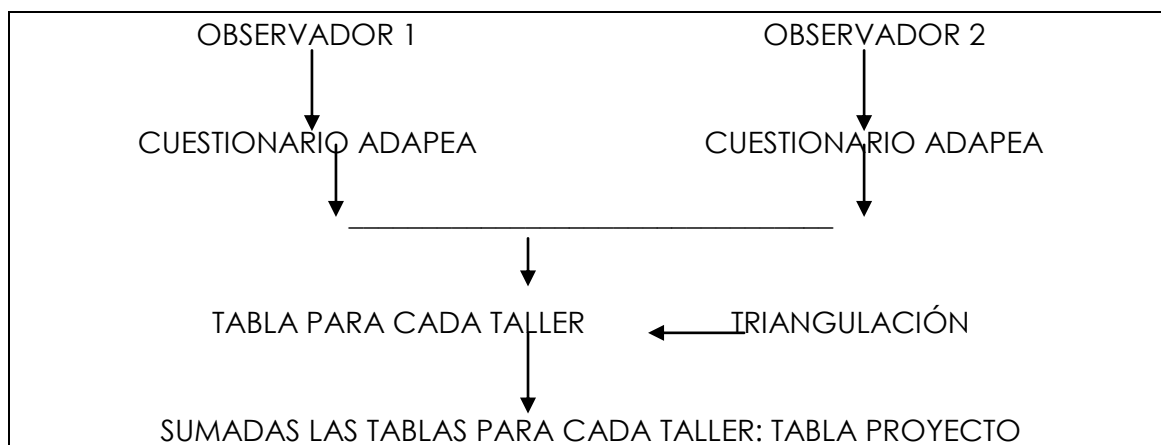 OBSERVADOR 1 OBSERVADOR 2
CUESTIONARIO ADAPEA CUESTIONARIO ADAPEA
TABLA PARA CADA TALLER TRIANGULACIÓN
SUMADAS LAS TABLAS PARA CADA TALLER: TABLA PROYECTO